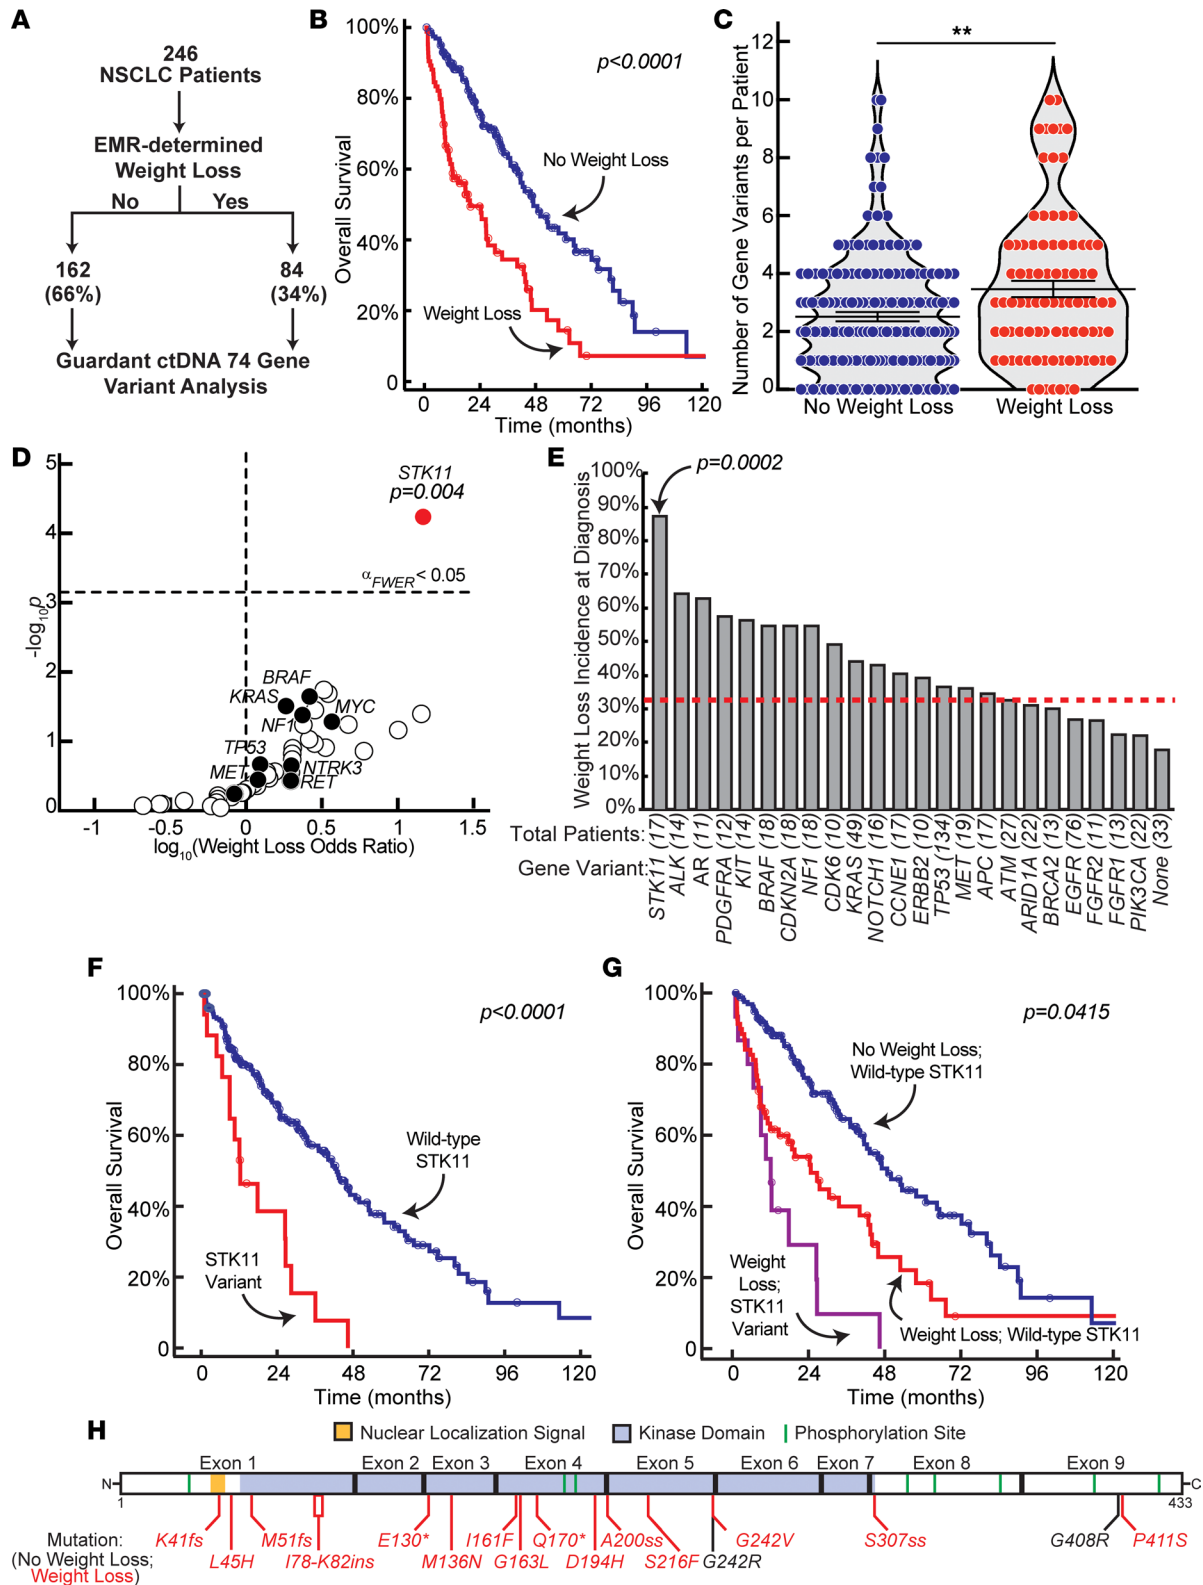 A
246
NSCLC Patients
EMR-determined
Weight Loss
No
Yes
162
(66%)
84
(34%)
Guardant ctDNA 74 Gene
Variant Analysis
B
100%
80%
60%
40%
20%
0
Overall Survival
p<0.0001
No Weight Loss
Weight Loss
0 24 48 72 96 120
Time (months)
C
12
10
8
6
4
2
0
Number of Gene Variants per Patient
**
No Weight Loss
Weight Loss
D
5
4
3
2
1
0
-log10p
STK11
p=0.004
αFWER< 0.05
BRAF
KRAS
MYC
NF1
TP53
NTRK3
MET
RET
-1 0 0.5 1 1.5
log10(Weight Loss Odds Ratio)
E
100%
90%
80%
70%
60%
50%
40%
30%
20%
10%
0%
Weight Loss Incidence at Diagnosis
p=0.0002
Total Patients:
Gene Variant:
STK11 (17)
ALK (14)
AR (11)
PDGFRA (12)
KIT (14)
BRAF (18)
CDKN2A (18)
NF1 (18)
CDK6 (10)
KRAS (49)
NOTCH1 (16)
CCNE1 (17)
ERBB2 (10)
TP53 (134)
MET (19)
APC (17)
ATM (27)
ARID1A (22)
BRCA2 (13)
EGFR (76)
FGFR2 (11)
FGFR1 (13)
PIK3CA (22)
None (33)
F
100%
80%
60%
40%
20%
0
Overall Survival
p<0.0001
Wild-type
STK11
STK11
Variant
0 24 48 72 96 120
Time (months)
G
100%
80%
60%
40%
20%
0
Overall Survival
p=0.0415
No Weight Loss;
Wild-type STK11
Weight
Loss;
STK11
Variant
Weight Loss; Wild-type STK11
0 24 48 72 96 120
Time (months)
H
Nuclear Localization Signal
Kinase Domain
Phosphorylation Site
Exon 1 Exon 2 Exon 3 Exon 4 Exon 5 Exon 6 Exon 7 Exon 8 Exon 9
N
C
1
433
Mutation:
(No Weight Loss;
Weight Loss)
K41fs M51fs E130* I161F Q170* A200ss G242V S307ss G408R P411S
L45H I78-K82ins M136N G163L D194H S216F G242R